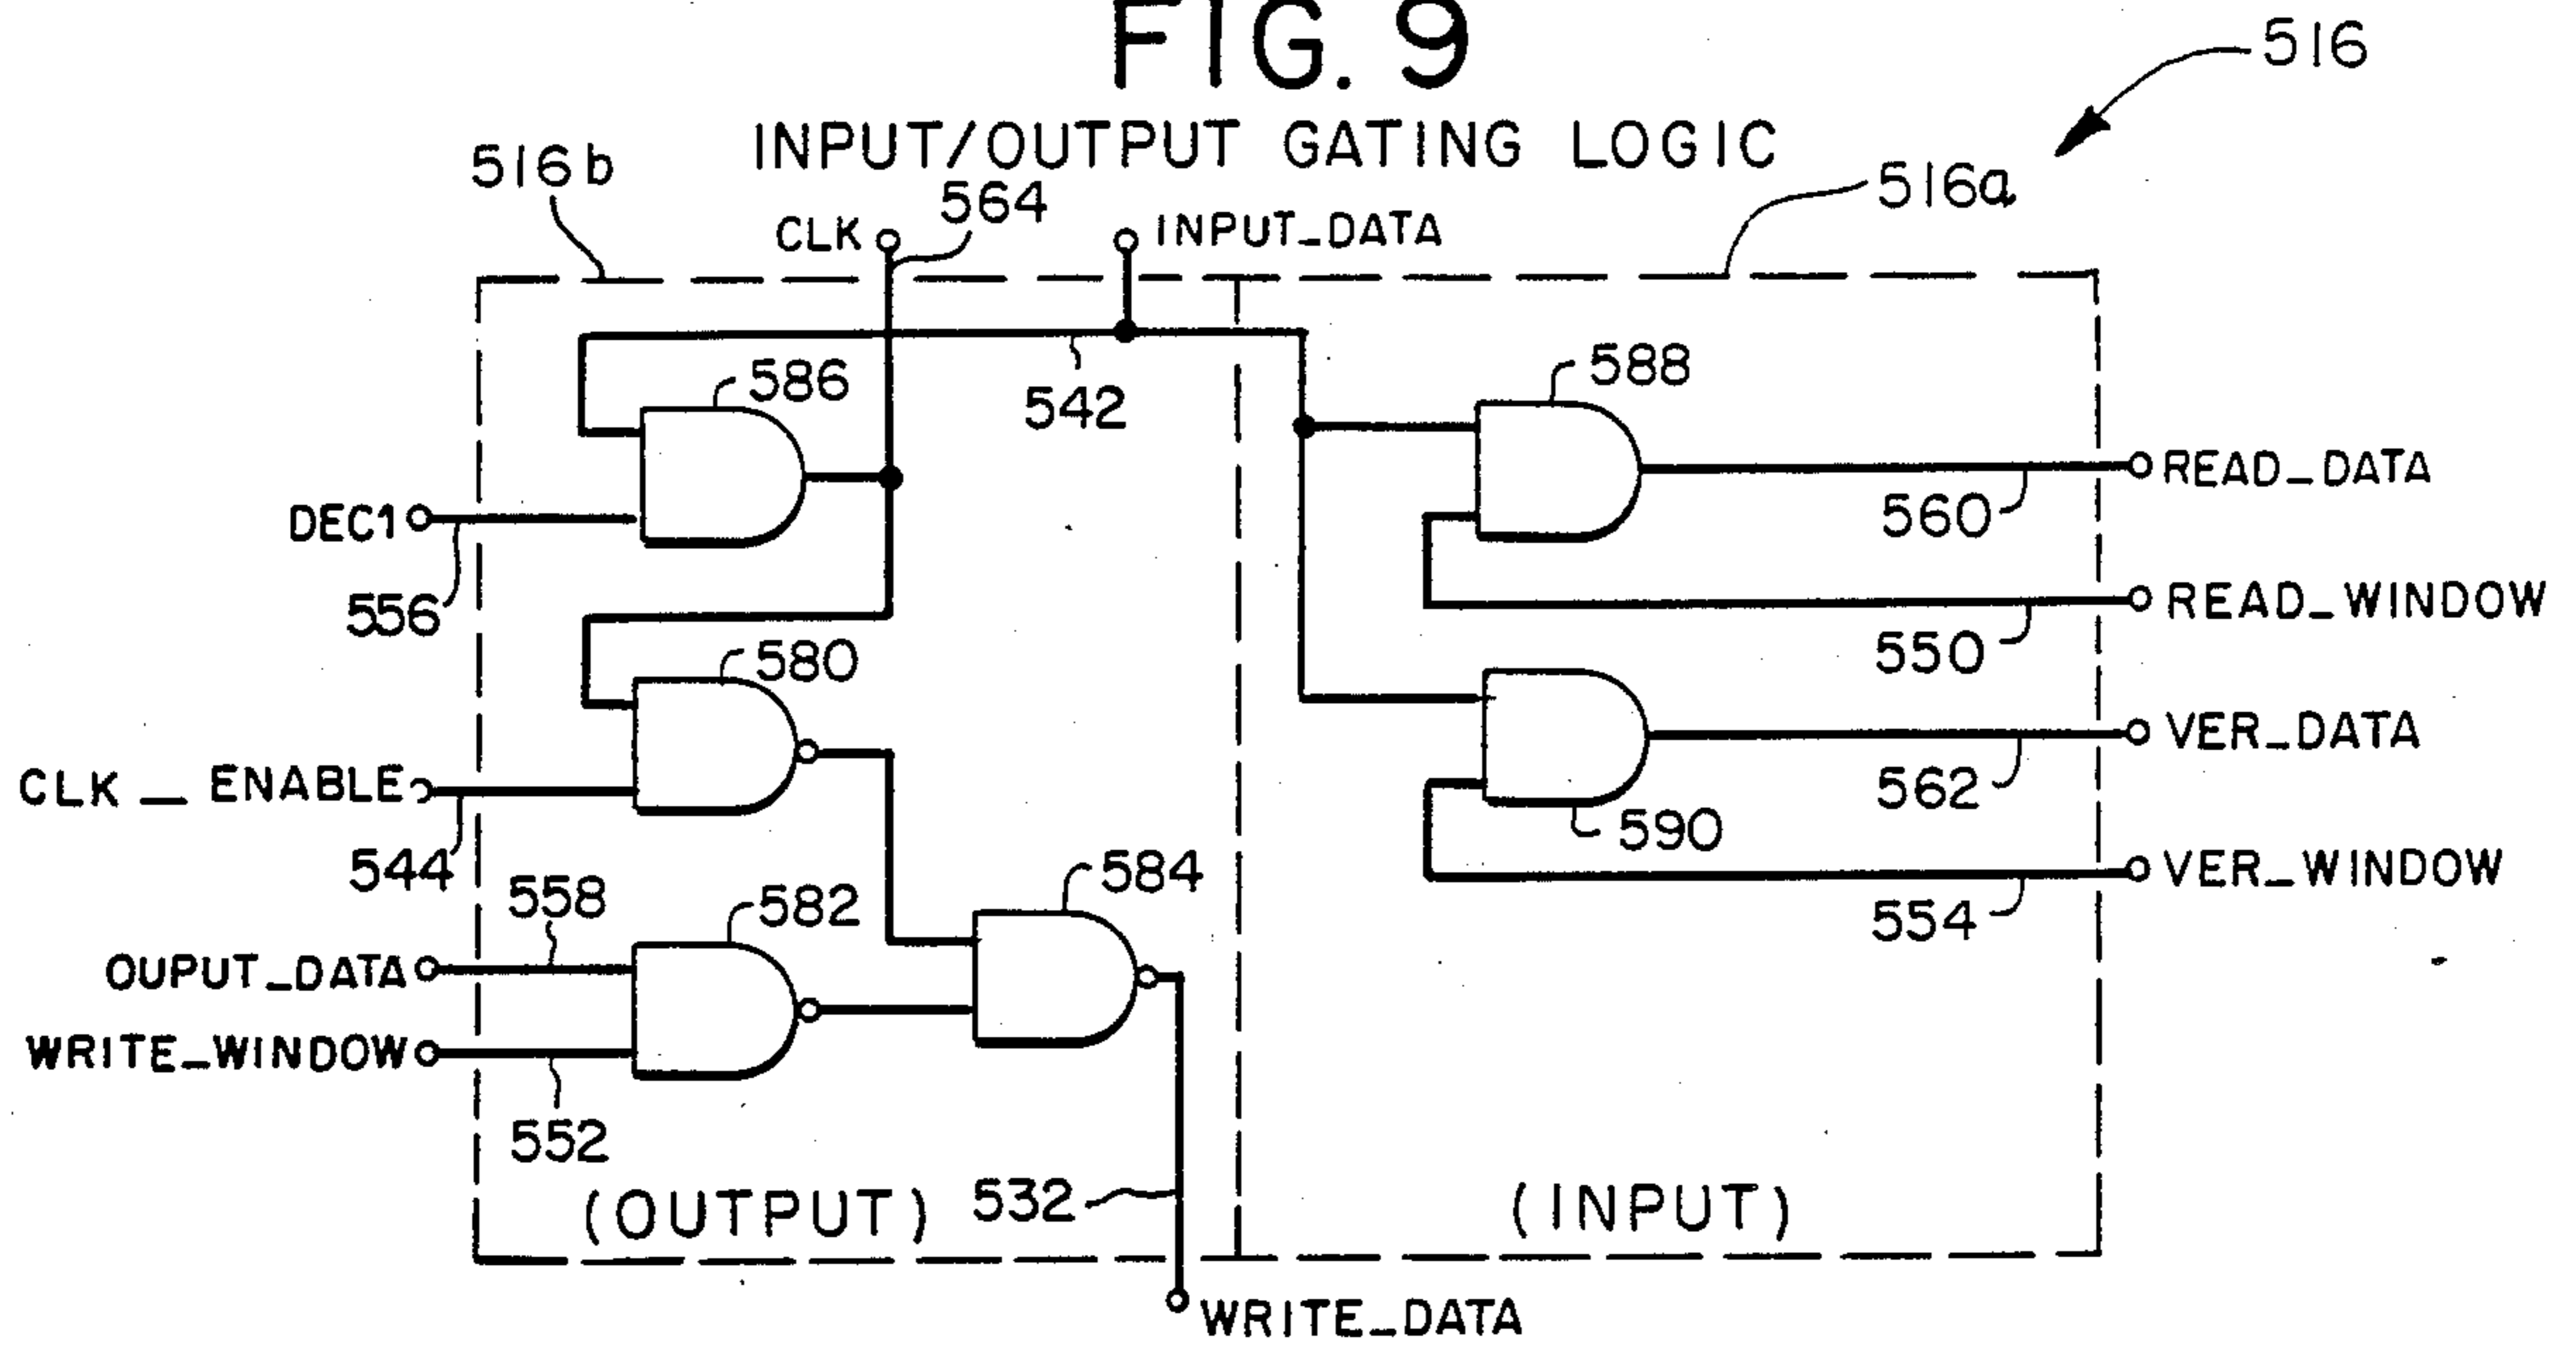 FIG. 9
516
INPUT/OUTPUT GATING LOGIC
516b
516a
564
CLK
INPUT_DATA
586
542
588
DEC1
READ_DATA
560
556
READ_WINDOW
550
580
VER_DATA
CLK_ENABLE
562
590
544
584
VER_WINDOW
558
582
554
OUPUT_DATA
WRITE_WINDOW
552
532
(OUTPUT)
(INPUT)
WRITE_DATA